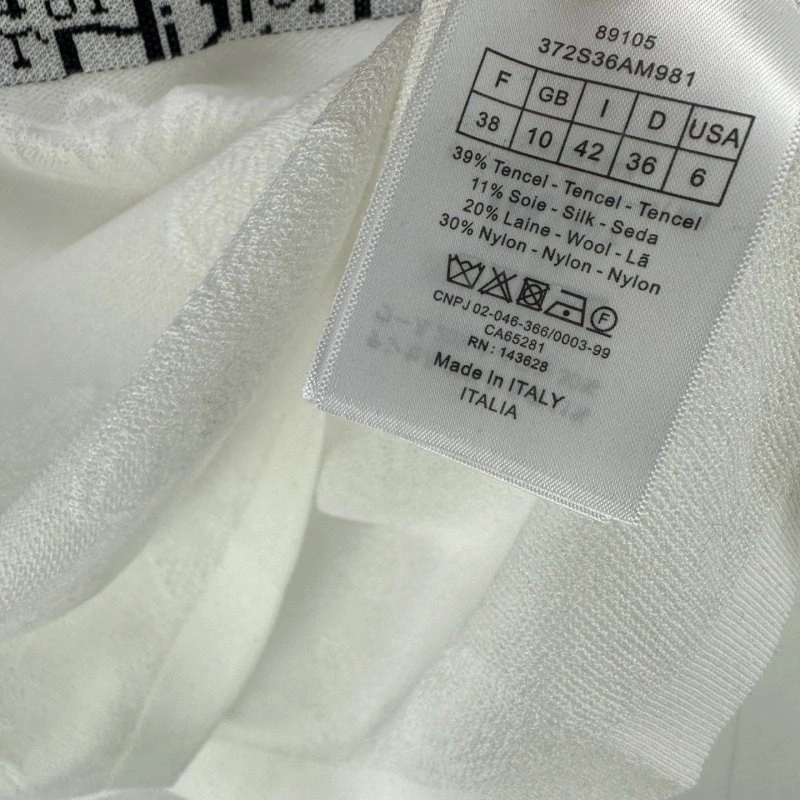 89105
372S36AM981
F GB I D USA
38 10 42 36 6
39% Tencel - Tencel - Tencel
11% Soie - Silk - Seda
20% Laine - Wool - Lã
30% Nylon - Nylon - Nylon
F
CNPJ 02-046-366/0003-99
CA65281
RN: 143628
Made In ITALY
ITALIA